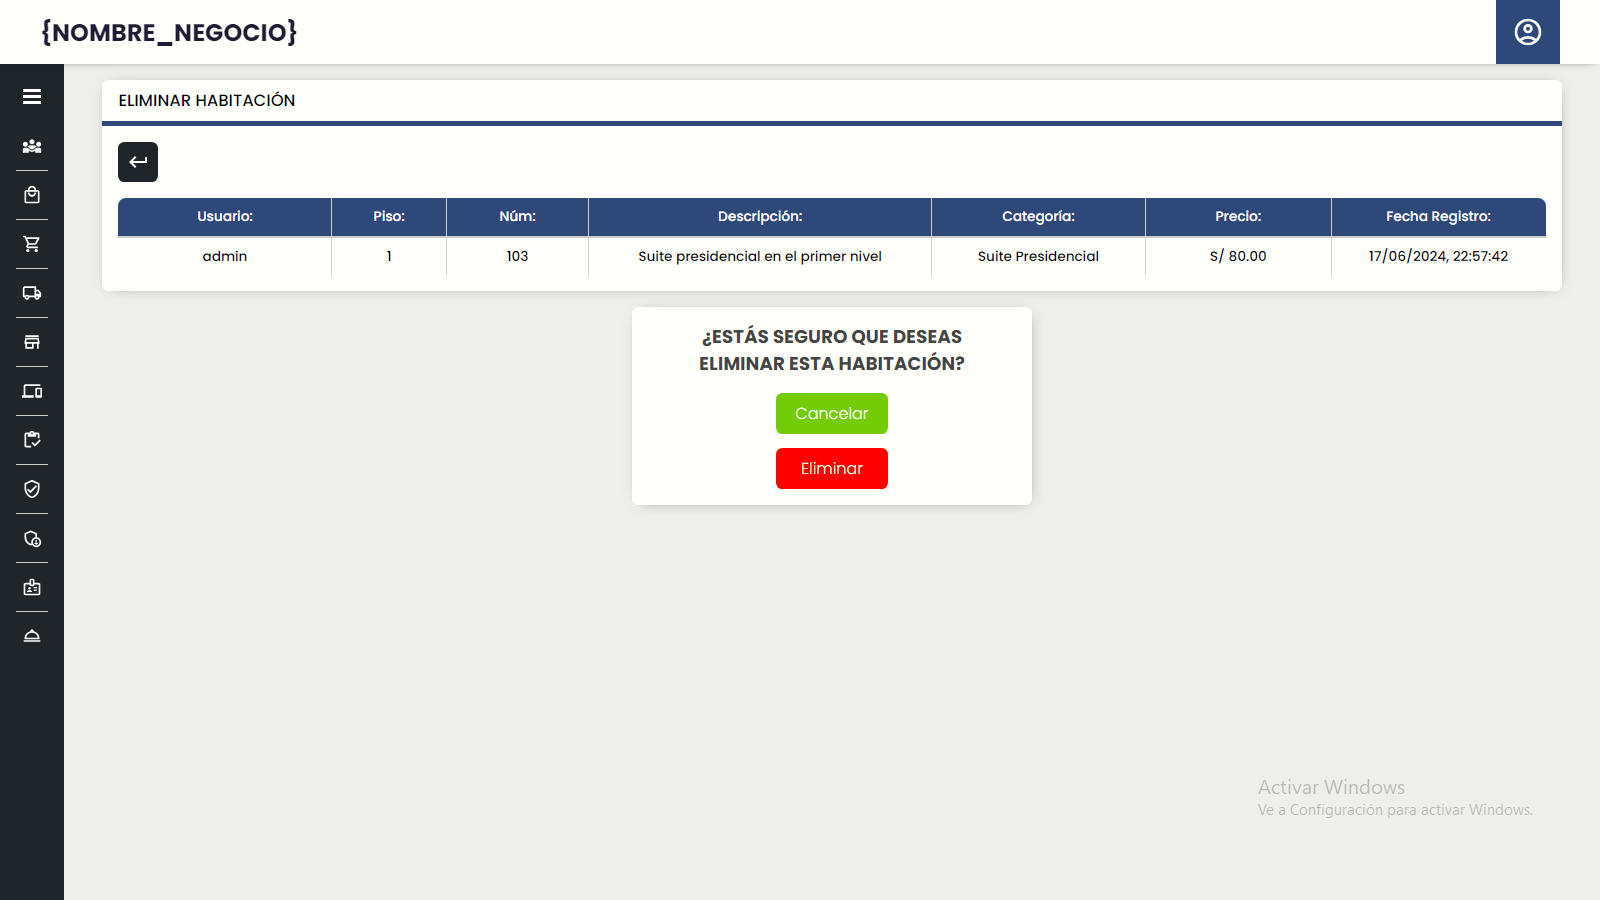 {NOMBRE_NEGOCIO}
ELIMINAR HABITACIÓN
Usuario: Piso: Núm: Descripción: Categoría: Precio: Fecha Registro:
admin 1 103 Suite presidencial en el primer nivel Suite Presidencial S/ 80.00 17/06/2024, 22:57:42
¿ESTÁS SEGURO QUE DESEAS
ELIMINAR ESTA HABITACIÓN?
Cancelar
Eliminar
Activar Windows
Ve a Configuración para activar Windows.